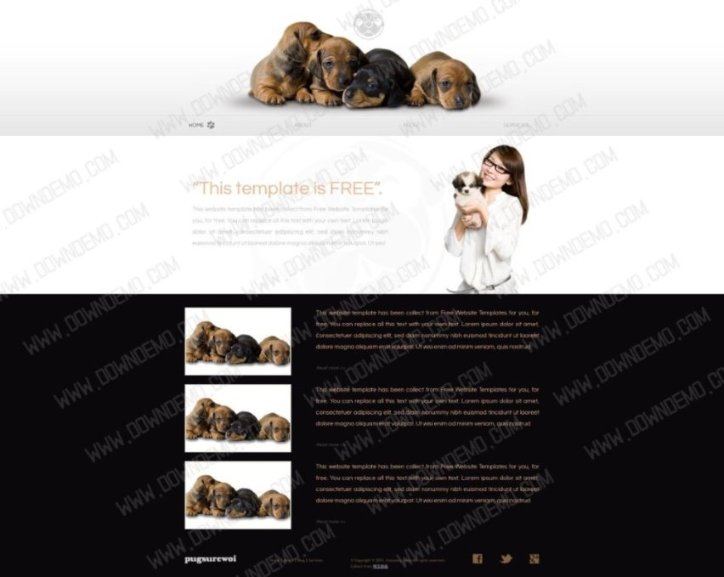 HOME
ABOUT
BLOG
SERVICES
“This template is FREE”.
This website template has been collect from Free Website Templates for
you, for free. You can replace all this text with your own text. Lorem ipsum
dolor sit amet, consectetuer adipiscing elit, sed diam nonummy nibh
euismod tincidunt ut laoreet dolore magna aliquam erat volutpat. Ut wisi
This website template has been collect from Free Website Templates for you, for
free. You can replace all this text with your own text. Lorem ipsum dolor sit amet,
consectetuer adipiscing elit, sed diam nonummy nibh euismod tincidunt ut laoreet
dolore magna aliquam erat volutpat. Ut wisi enim ad minim veniam, quis nostrud.
Read more >>
This website template has been collect from Free Website Templates for you, for
free. You can replace all this text with your own text. Lorem ipsum dolor sit amet,
consectetuer adipiscing elit, sed diam nonummy nibh euismod tincidunt ut laoreet
dolore magna aliquam erat volutpat. Ut wisi enim ad minim veniam, quis nostrud.
Read more >>
This website template has been collect from Free Website Templates for you, for
free. You can replace all this text with your own text. Lorem ipsum dolor sit amet,
consectetuer adipiscing elit, sed diam nonummy nibh euismod tincidunt ut laoreet
dolore magna aliquam erat volutpat. Ut wisi enim ad minim veniam, quis nostrud.
Read more >>
WWW.DOWNDEMO.COM